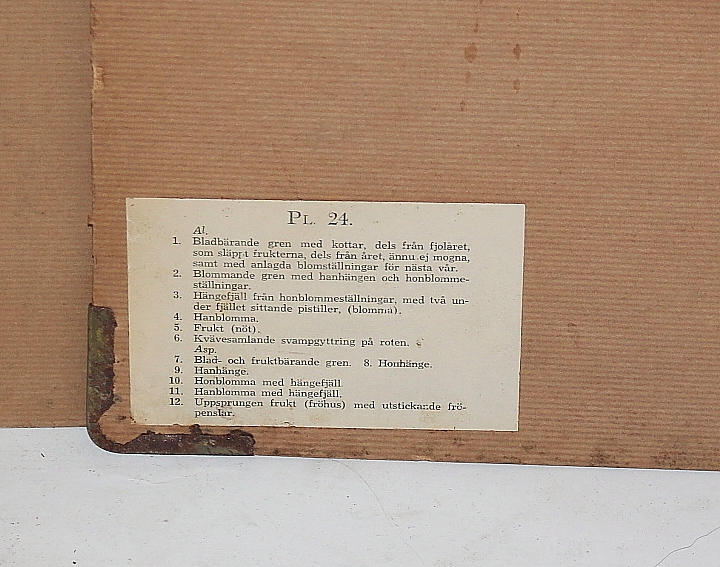 PL. 24.
Al.
1. Bladbärande gren med kottar, dels från fjolåret,
som släppt frukterna, dels från året, ännu ej mogna,
samt med anlagda blomställningar för nästa vår.
2. Blommande gren med hanhängen och honblomme-
ställningar.
3. Hängefjäll från honblommeställningar, med två un-
der fjället sittande pistiller, (blomma).
4. Hanblomma.
5. Frukt (nöt).
6. Kvävesamlande svampgyttring på roten.
Asp.
7. Blad- och fruktbärande gren. 8. Honhänge.
9. Hanhänge.
10. Honblomma med hängefjäll.
11. Hanblomma med hängefjäll.
12. Uppsprungen frukt (fröhus) med utstickande frö-
penslar.